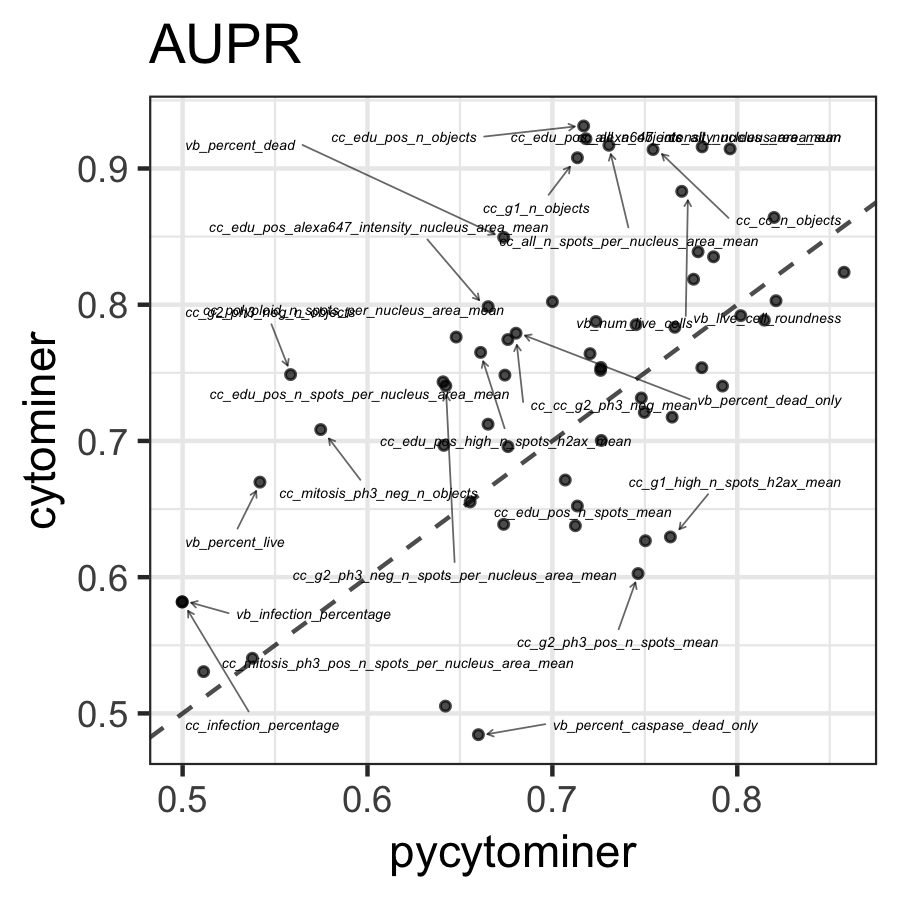 AUPR
cc_edu_pos_n_objects
vb_percent_dead
cc_g1_n_objects
cc_cc_n_objects
cc_edu_pos_alexa647_intensity_nucleus_area_mean
cc_all_n_spots_per_nucleus_area_mean
cc_g2_ph3_neg_n_objects
cc_polyploid_n_spots_per_nucleus_area_mean
vb_num_live_cells
vb_live_cell_roundness
cc_edu_pos_n_spots_per_nucleus_area_mean
cc_cc_g2_ph3_neg_mean
vb_percent_dead_only
cc_edu_pos_high_n_spots_h2ax_mean
cc_g1_high_n_spots_h2ax_mean
cc_mitosis_ph3_neg_n_objects
cc_edu_pos_n_spots_mean
vb_percent_live
cc_g2_ph3_neg_n_spots_per_nucleus_area_mean
vb_infection_percentage
cc_g2_ph3_pos_n_spots_mean
cc_mitosis_ph3_pos_n_spots_per_nucleus_area_mean
cc_infection_percentage
vb_percent_caspase_dead_only
0.9
0.8
0.7
0.6
0.5
cytominer
0.5 0.6 0.7 0.8
pycytominer